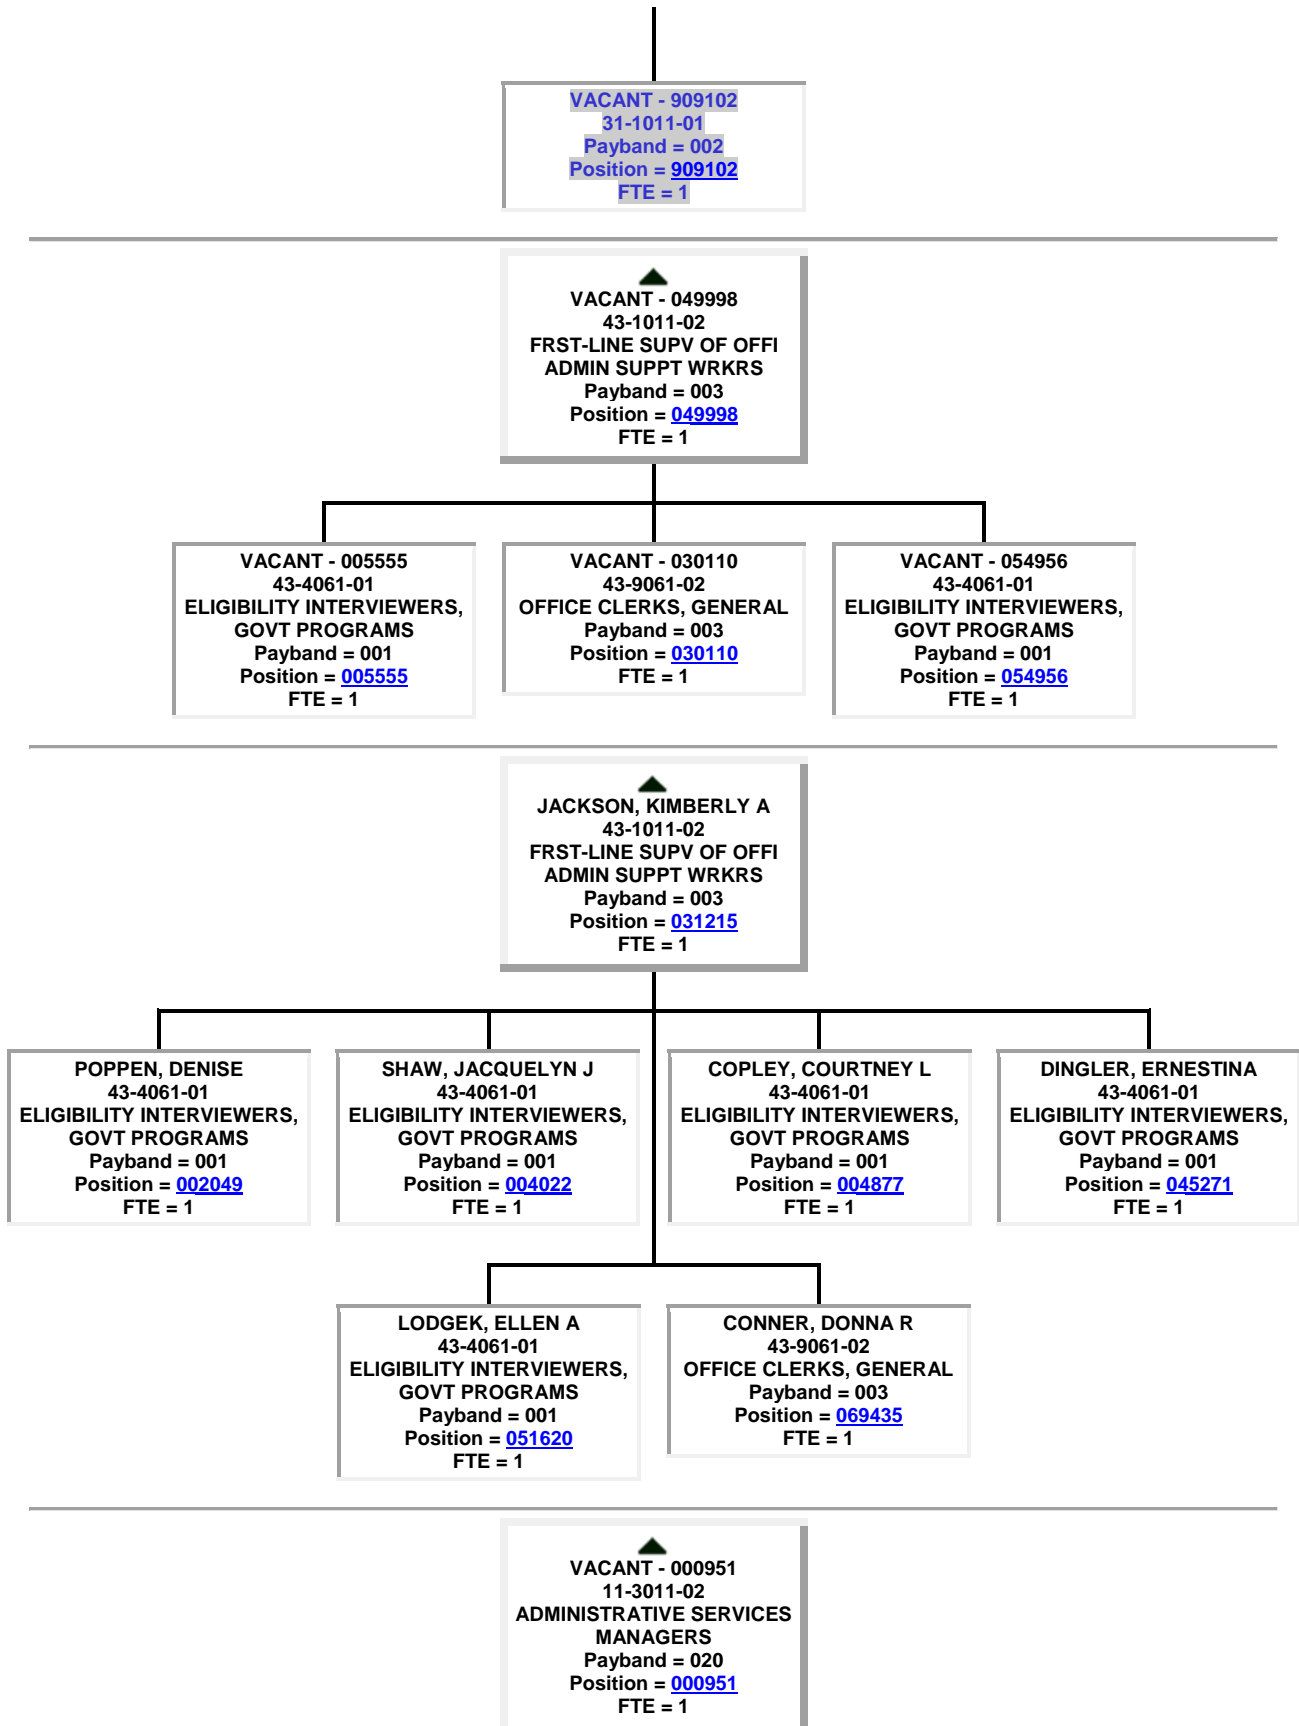 VACANT - 909102
31-1011-01
Payband = 002
Position = 909102
FTE = 1
VACANT - 049998
43-1011-02
FRST-LINE SUPV OF OFFI
ADMIN SUPPT WRKRS
Payband = 003
Position = 049998
FTE = 1
VACANT - 005555
43-4061-01
ELIGIBILITY INTERVIEWERS,
GOVT PROGRAMS
Payband = 001
Position = 005555
FTE = 1
VACANT - 030110
43-9061-02
OFFICE CLERKS, GENERAL
Payband = 003
Position = 030110
FTE = 1
VACANT - 054956
43-4061-01
ELIGIBILITY INTERVIEWERS,
GOVT PROGRAMS
Payband = 001
Position = 054956
FTE = 1
JACKSON, KIMBERLY A
43-1011-02
FRST-LINE SUPV OF OFFI
ADMIN SUPPT WRKRS
Payband = 003
Position = 031215
FTE = 1
POPPEN, DENISE
43-4061-01
ELIGIBILITY INTERVIEWERS,
GOVT PROGRAMS
Payband = 001
Position = 002049
FTE = 1
SHAW, JACQUELYN J
43-4061-01
ELIGIBILITY INTERVIEWERS,
GOVT PROGRAMS
Payband = 001
Position = 004022
FTE = 1
COPLEY, COURTNEY L
43-4061-01
ELIGIBILITY INTERVIEWERS,
GOVT PROGRAMS
Payband = 001
Position = 004877
FTE = 1
DINGLER, ERNESTINA
43-4061-01
ELIGIBILITY INTERVIEWERS,
GOVT PROGRAMS
Payband = 001
Position = 045271
FTE = 1
LODGEK, ELLEN A
43-4061-01
ELIGIBILITY INTERVIEWERS,
GOVT PROGRAMS
Payband = 001
Position = 051620
FTE = 1
CONNER, DONNA R
43-9061-02
OFFICE CLERKS, GENERAL
Payband = 003
Position = 069435
FTE = 1
VACANT - 000951
11-3011-02
ADMINISTRATIVE SERVICES
MANAGERS
Payband = 020
Position = 000951
FTE = 1